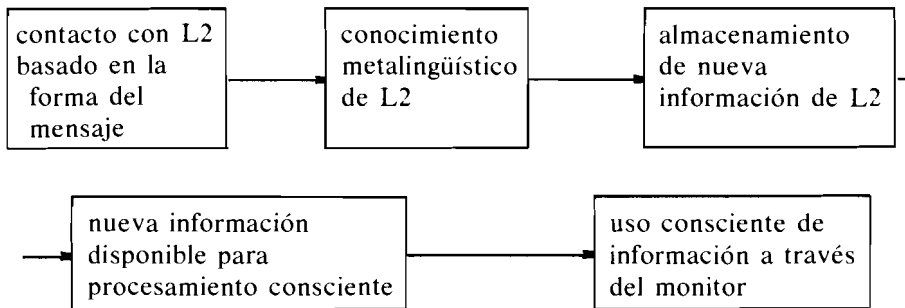 contacto con L2
basado en la
forma del
mensaje
conocimiento
metalingüístico
de L2
almacenamiento
de nueva
información de L2
nueva información
disponible para
procesamiento consciente
uso consciente de
información a través
del monitor